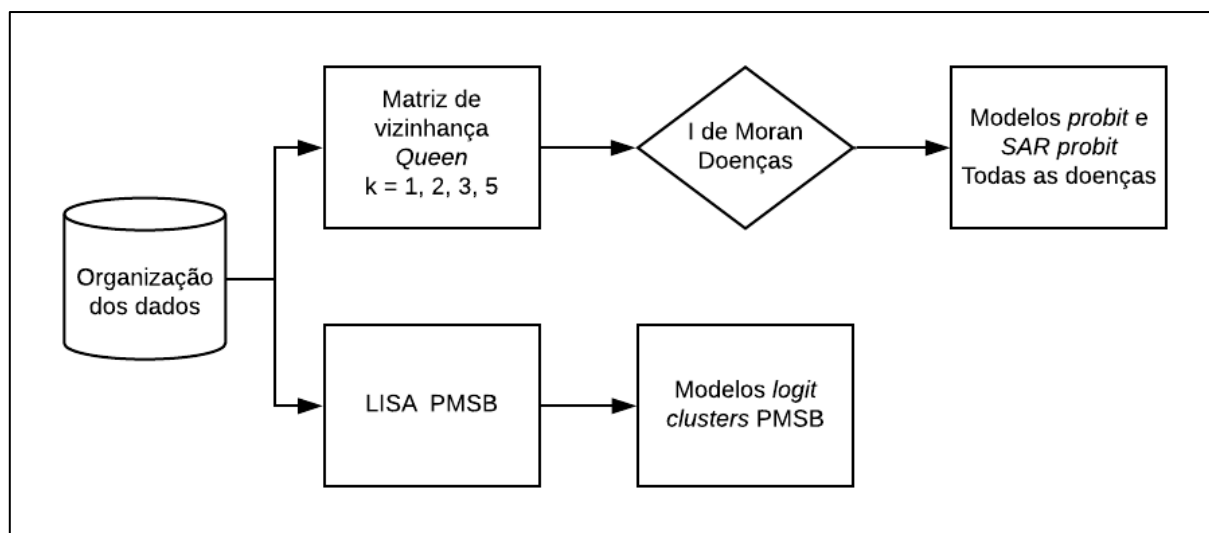 Organização
dos dados
Matriz de
vizinhança
Queen
k = 1, 2, 3, 5
I de Moran
Doenças
Modelos probit e
SAR probit
Todas as doenças
LISA PMSB
Modelos logit
clusters PMSB